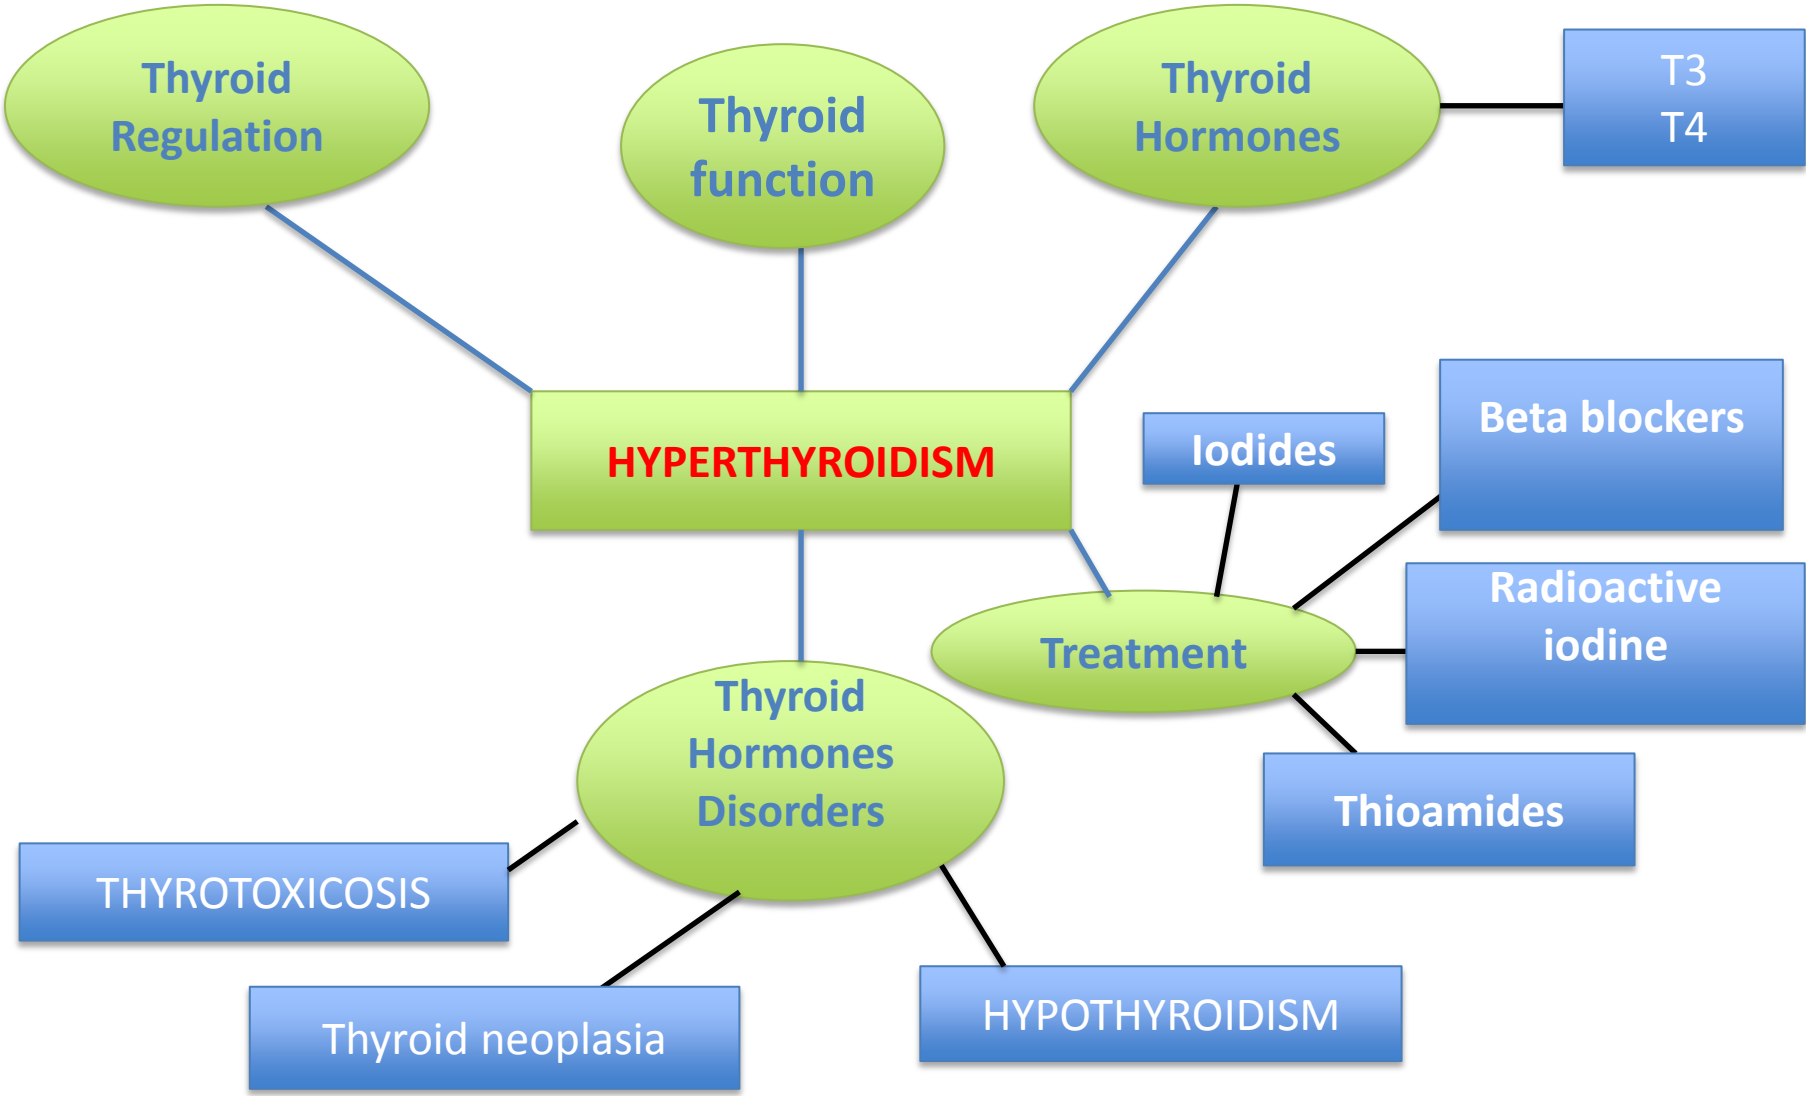 Thyroid
Regulation
Thyroid
function
Thyroid
Hormones
T3
T4
HYPERTHYROIDISM
Iodides
Beta blockers
Radioactive
iodine
Treatment
Thioamides
Thyroid
Hormones
Disorders
THYROTOXICOSIS
Thyroid neoplasia
HYPOTHYROIDISM